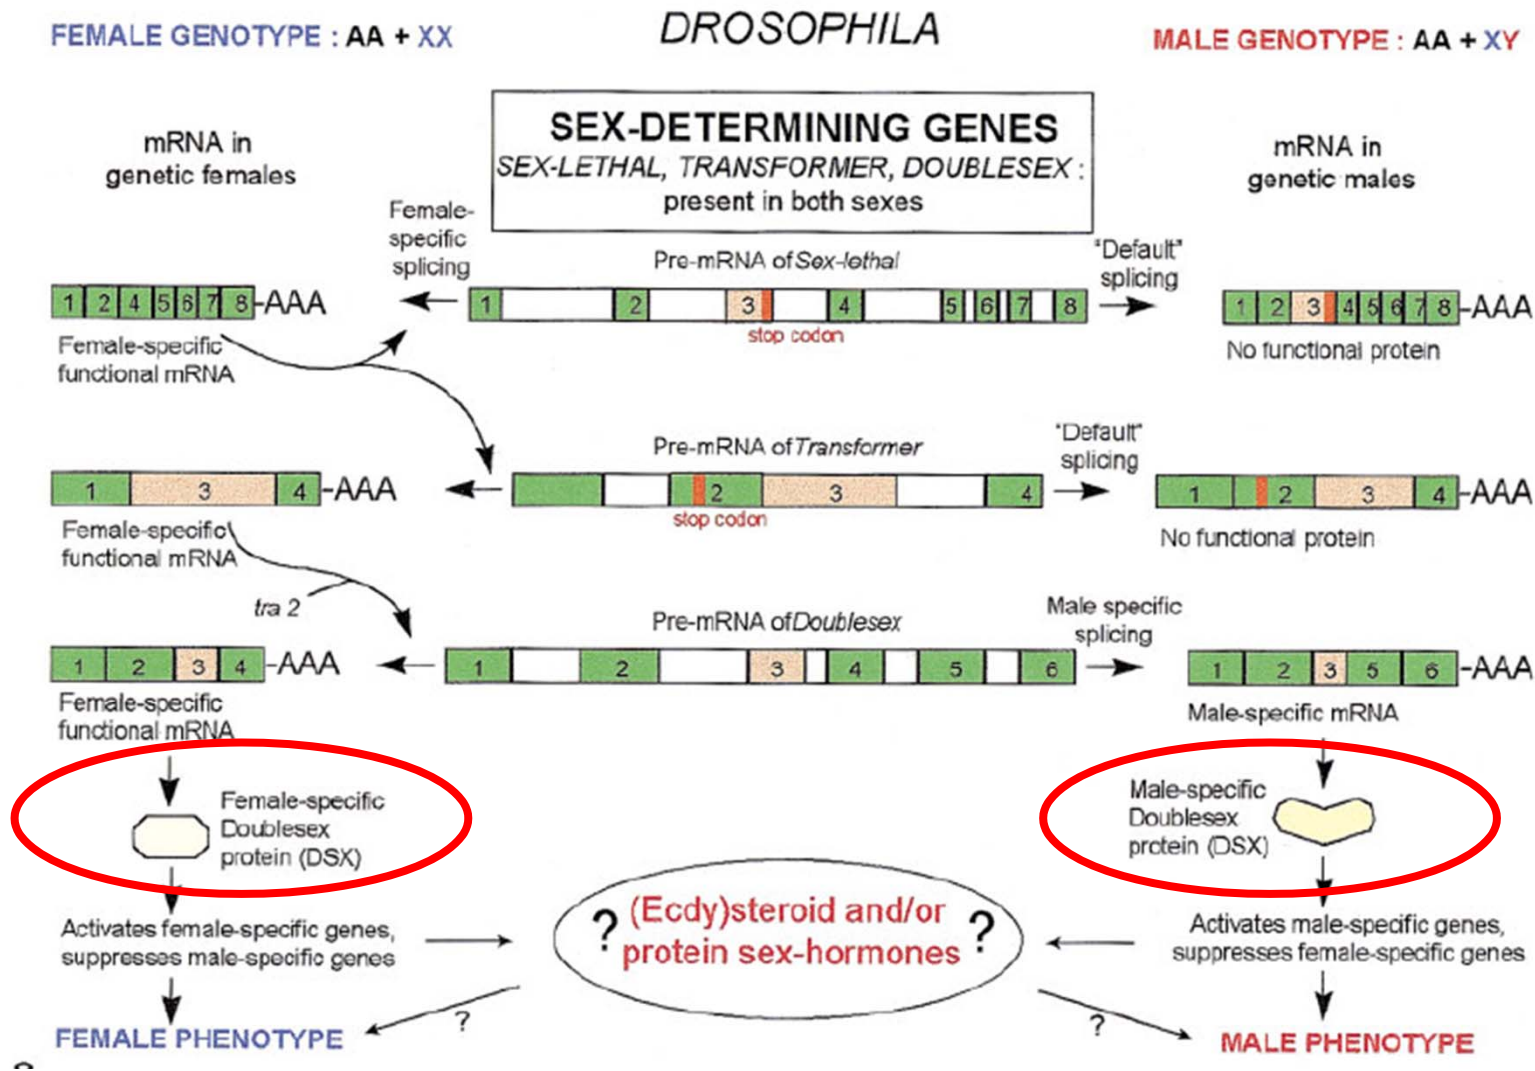 FEMALE GENOTYPE : AA + XX
DROSOPHILA
MALE GENOTYPE : AA + XY
SEX-DETERMINING GENES
SEX-LETHAL, TRANSFORMER, DOUBLESEX :
present in both sexes
mRNA in
genetic females
mRNA in
genetic males
Female-
specific
splicing
Pre-mRNA of Sex-lethal
"Default"
splicing
1 2 4 5 6 7 8 -AAA
1 2 3 4 5 6 7 8
1 2 3 4 5 6 7 8 -AAA
stop codon
Female-specific
functional mRNA
No functional protein
Pre-mRNA of Transformer
"Default"
splicing
1 3 4 -AAA
2 3 4
1 2 3 4 -AAA
stop codon
Female-specific
functional mRNA
No functional protein
tra 2
Pre-mRNA of Doublesex
Male specific
splicing
1 2 3 4 -AAA
1 2 3 4 5 6
1 2 3 5 6 -AAA
Female-specific
functional mRNA
Male-specific mRNA
Female-specific
Doublesex
protein (DSX)
Male-specific
Doublesex
protein (DSX)
Activates female-specific genes,
suppresses male-specific genes
? (Ecdy)steroid and/or ?
protein sex-hormones
Activates male-specific genes,
suppresses female-specific genes
?
?
FEMALE PHENOTYPE
MALE PHENOTYPE